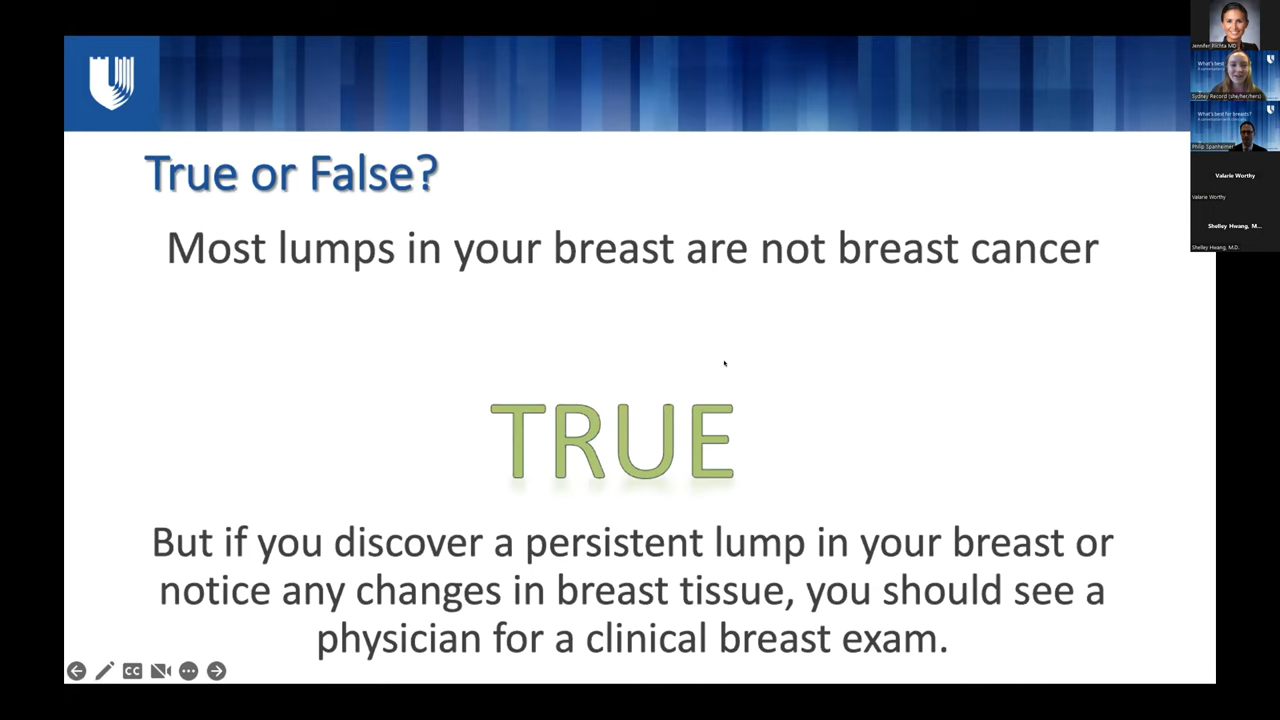 True or False?
Most lumps in your breast are not breast cancer
TRUE
But if you discover a persistent lump in your breast or
notice any changes in breast tissue, you should see a
physician for a clinical breast exam.
CC
Jennifer Plichta MD
What's best
Sydney Record (she/her/hers)
What's best for breasts?
Philip Spanheimer
Valarie Worthy
Valarie Worthy
Shelley Hwang, M...
Shelley Hwang, M.D.